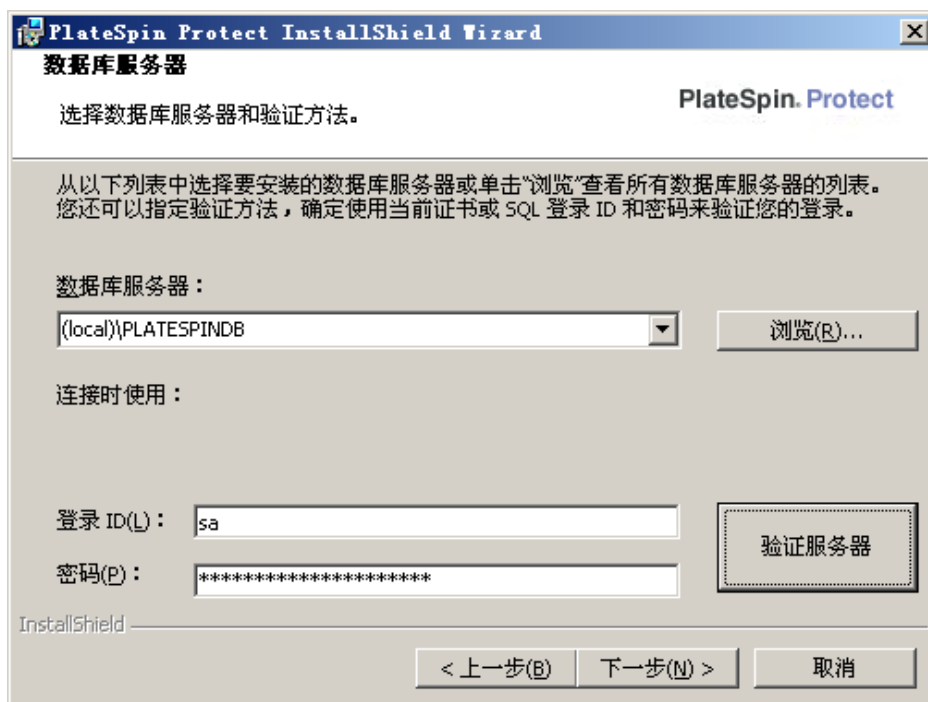 PlateSpin Protect InstallShield Wizard
数据库服务器
选择数据库服务器和验证方法。
PlateSpin. Protect
从以下列表中选择要安装的数据库服务器或单击“浏览”查看所有数据库服务器的列表。
您还可以指定验证方法，确定使用当前证书或 SQL 登录 ID 和密码来验证您的登录。
数据库服务器：
(local)\PLATESPINDB
浏览(R)...
连接时使用：
登录 ID(L)：
sa
验证服务器
密码(P)：
*********************
InstallShield
< 上一步(B)
下一步(N) >
取消